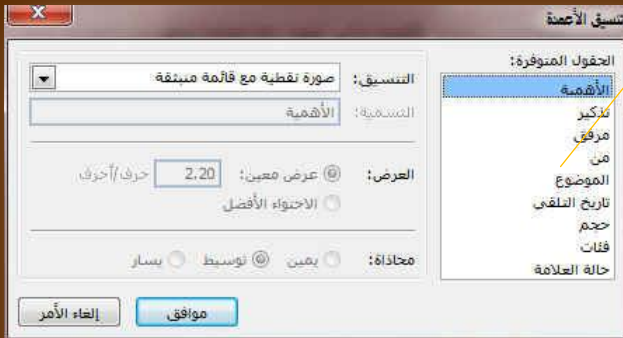 تنسيق الأعمدة
X
الحقول المتوفرة:
الأهمية
تذكير
مرفق
من
الموضوع
تاريخ التلقي
حجم
فئات
حالة العلامة
التنسيق: صورة نقطية مع قائمة منبثقة
التسمية: الأهمية
العرض: عرض معين: 2.20 حرف/أحرف
الاحتواء الأفضل
محاذاة: يمين توسيط يسار
موافق إلغاء الأمر